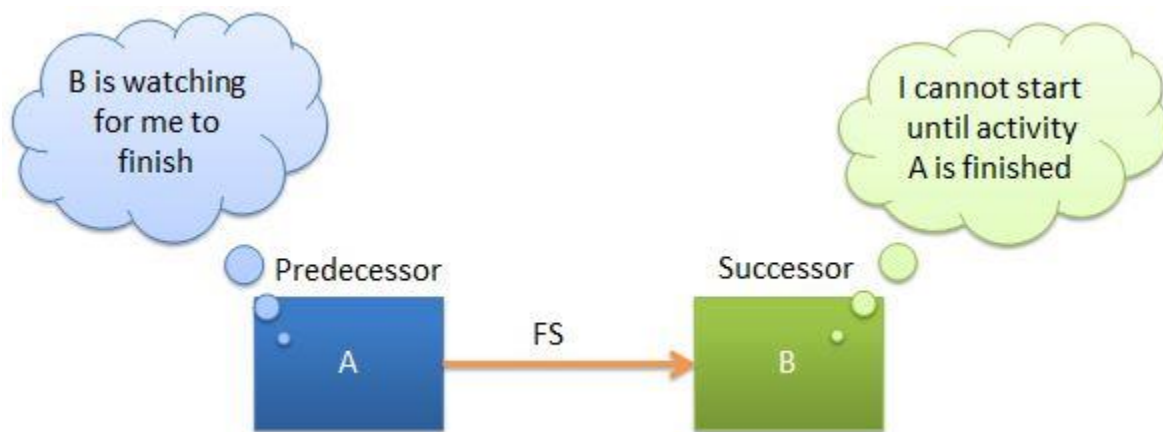 B is watching
for me to
finish
I cannot start
until activity
A is finished
Predecessor
Successor
A
FS
B